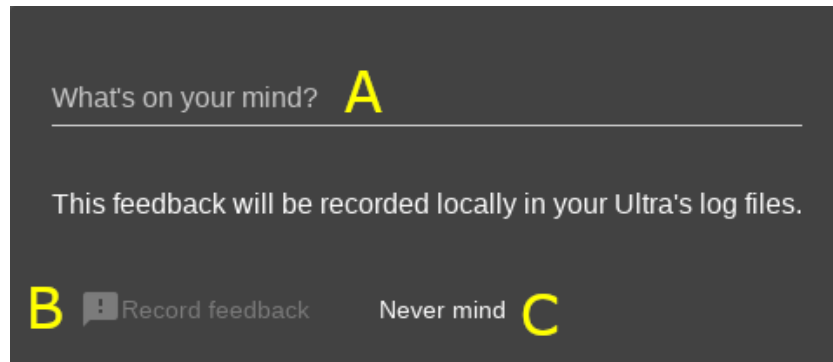 What's on your mind? A
This feedback will be recorded locally in your Ultra's log files.
B Record feedback Never mind C